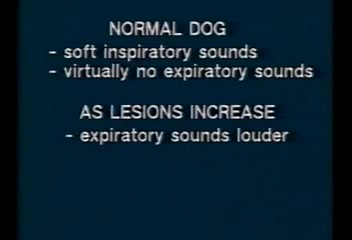 NORMAL DOG
- soft inspiratory sounds
- virtually no expiratory sounds
AS LESIONS INCREASE
- expiratory sounds louder